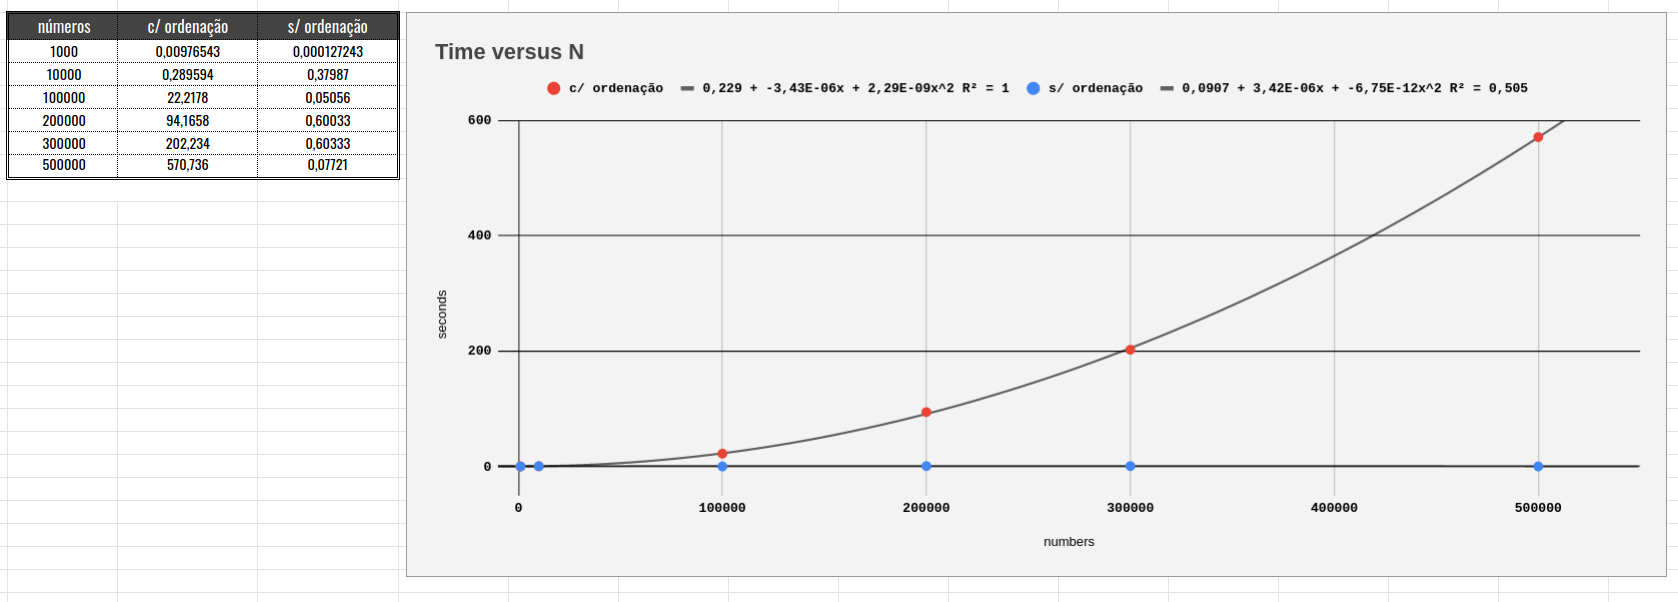 números c/ ordenação s/ ordenação
1000 0,00976543 0,000127243
10000 0,289594 0,37987
100000 22,2178 0,05056
200000 94,1658 0,60033
300000 202,234 0,60333
500000 570,736 0,07721
Time versus N
c/ ordenação 0,229 + -3,43E-06x + 2,29E-09x^2 R² = 1 s/ ordenação 0,0907 + 3,42E-06x + -6,75E-12x^2 R² = 0,505
600
400
200
0
seconds
0 100000 200000 300000 400000 500000
numbers